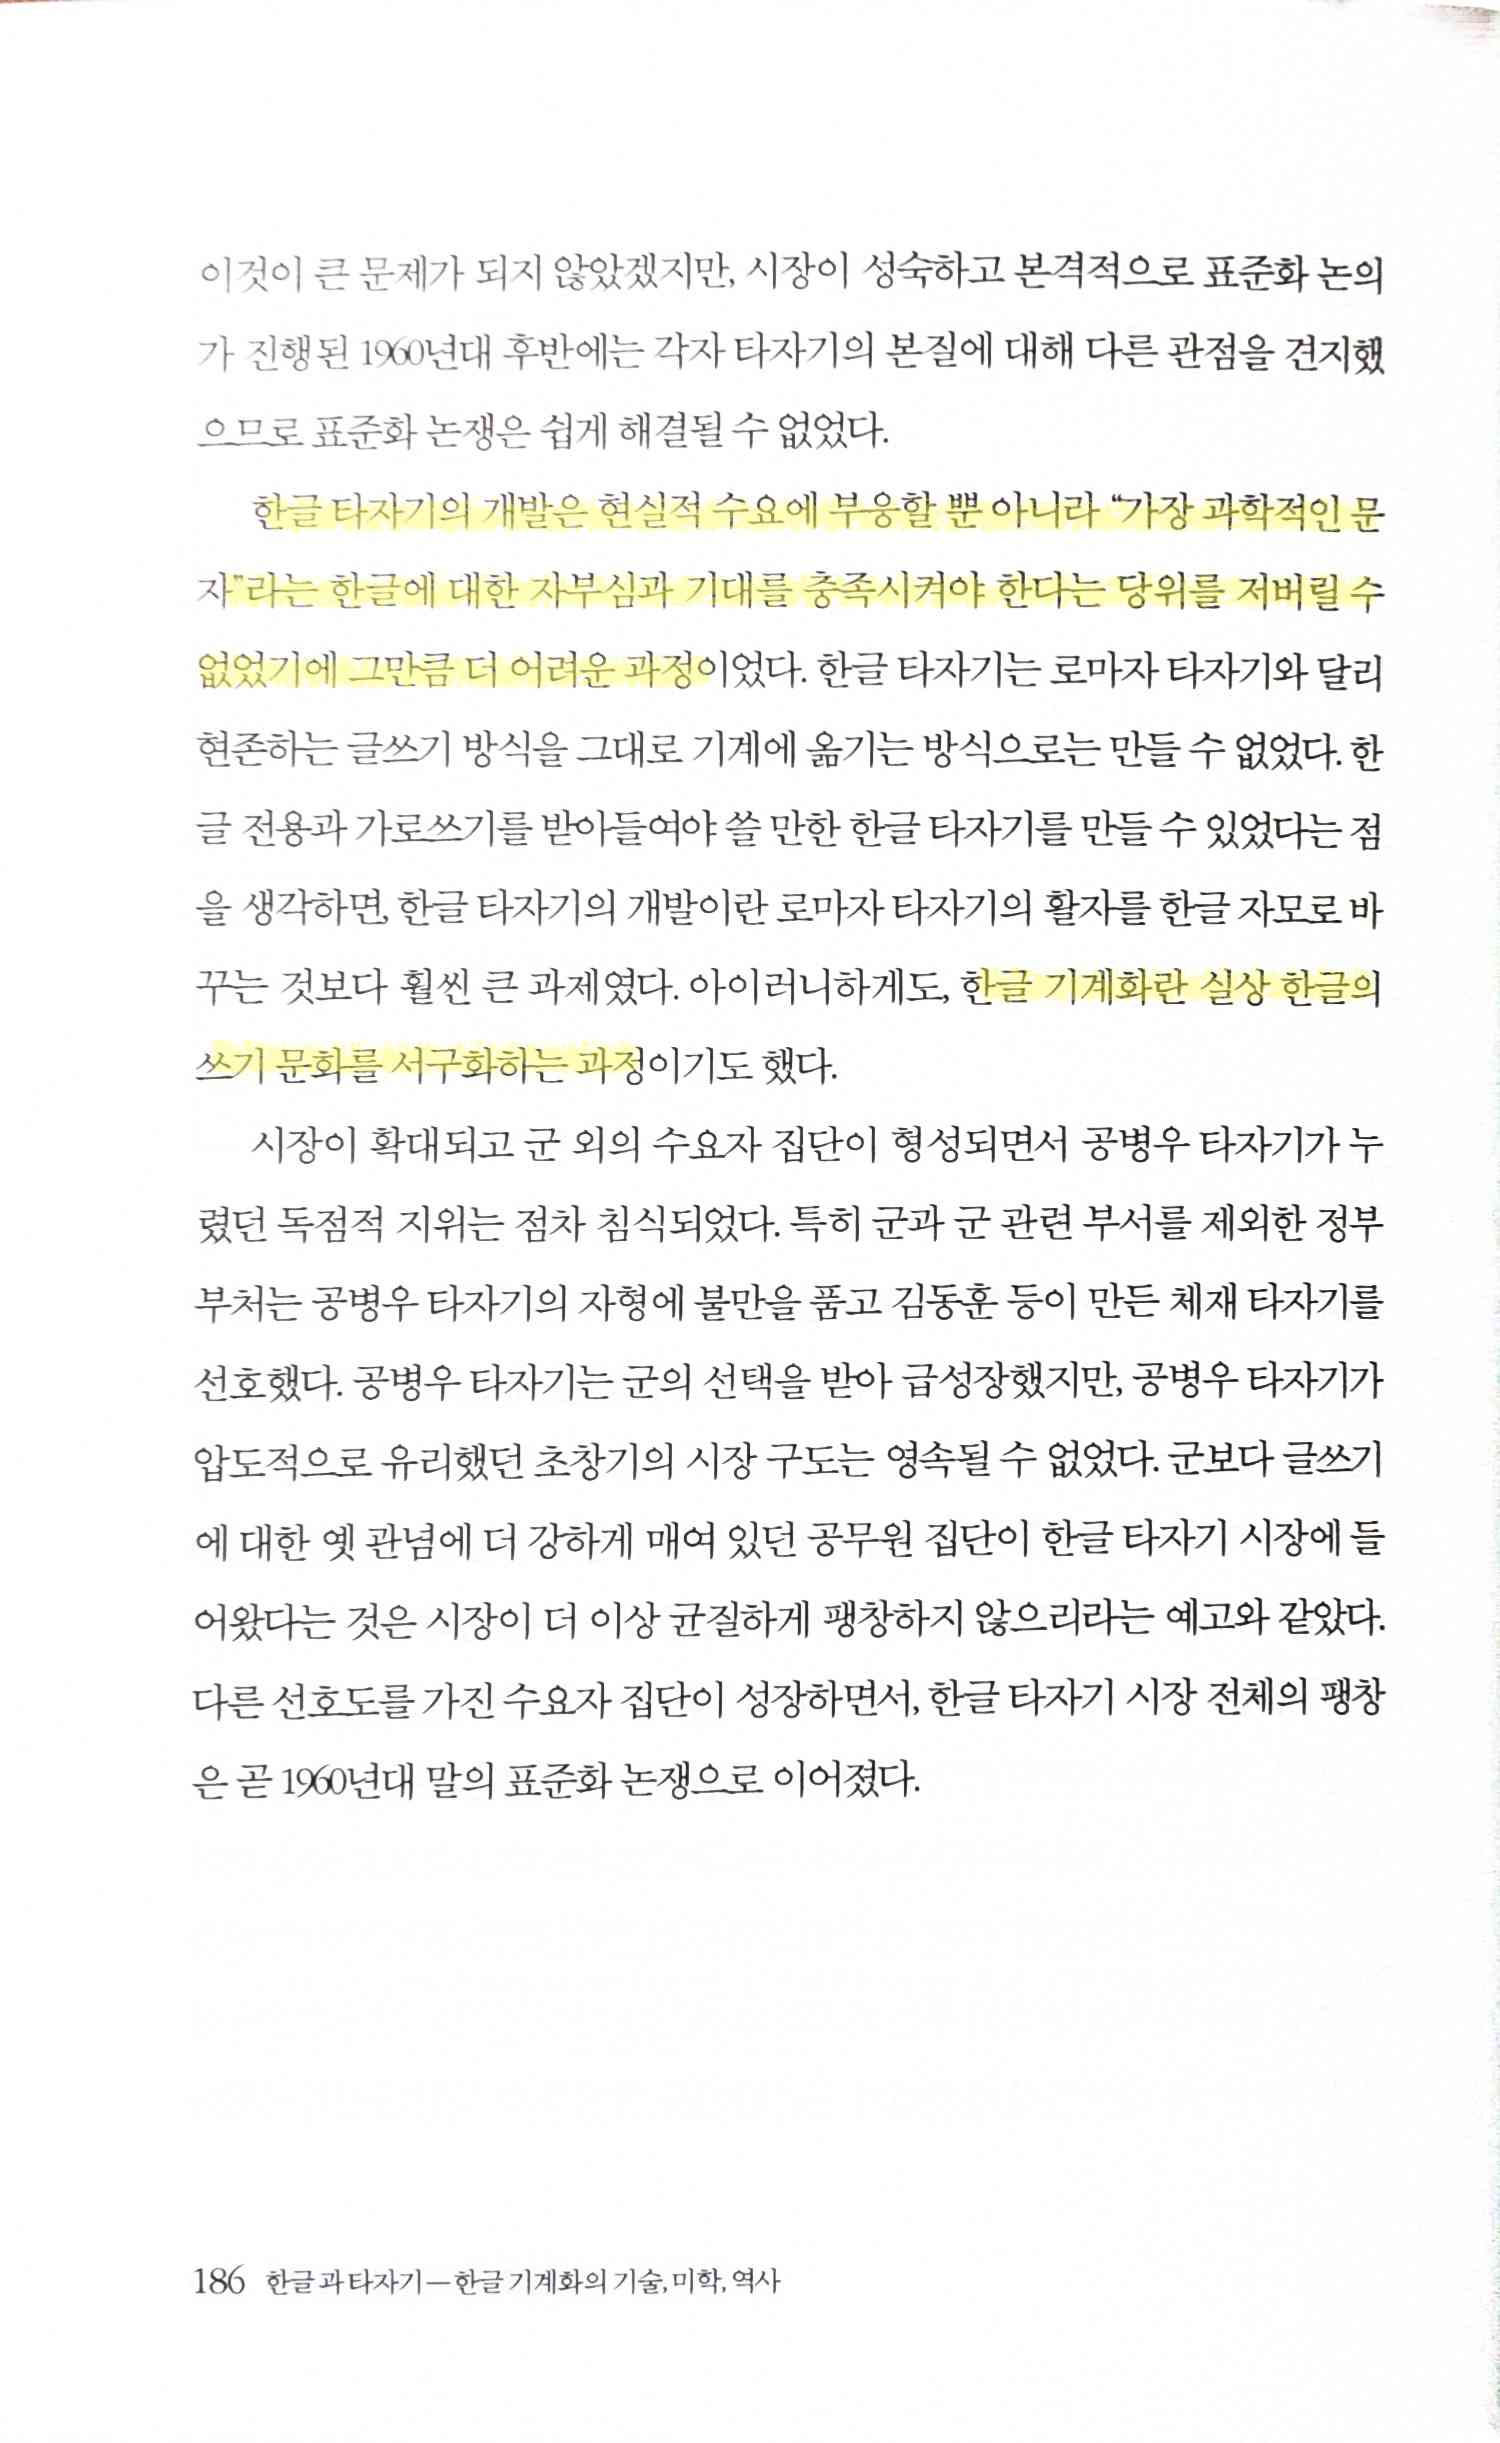 이것이 큰 문제가 되지 않았겠지만, 시장이 성숙하고 본격적으로 표준화 논의
가 진행된 1960년대 후반에는 각자 타자기의 본질에 대해 다른 관점을 견지했
으므로 표준화 논쟁은 쉽게 해결될 수 없었다.
한글 타자기의 개발은 현실적 수요에 부응할 뿐 아니라 “가장 과학적인 문
자”라는 한글에 대한 자부심과 기대를 충족시켜야 한다는 당위를 저버릴 수
없었기에 그만큼 더 어려운 과정이었다. 한글 타자기는 로마자 타자기와 달리
현존하는 글쓰기 방식을 그대로 기계에 옮기는 방식으로는 만들 수 없었다. 한
글 전용과 가로쓰기를 받아들여야 쓸 만한 한글 타자기를 만들 수 있었다는 점
을 생각하면, 한글 타자기의 개발이란 로마자 타자기의 활자를 한글 자모로 바
꾸는 것보다 훨씬 큰 과제였다. 아이러니하게도, 한글 기계화란 실상 한글의
쓰기 문화를 서구화하는 과정이기도 했다.
시장이 확대되고 군 외의 수요자 집단이 형성되면서 공병우 타자기가 누
렸던 독점적 지위는 점차 침식되었다. 특히 군과 군 관련 부서를 제외한 정부
부처는 공병우 타자기의 자형에 불만을 품고 김동훈 등이 만든 체재 타자기를
선호했다. 공병우 타자기는 군의 선택을 받아 급성장했지만, 공병우 타자기가
압도적으로 유리했던 초창기의 시장 구도는 영속될 수 없었다. 군보다 글쓰기
에 대한 옛 관념에 더 강하게 매여 있던 공무원 집단이 한글 타자기 시장에 들
어왔다는 것은 시장이 더 이상 균질하게 팽창하지 않으리라는 예고와 같았다.
다른 선호도를 가진 수요자 집단이 성장하면서, 한글 타자기 시장 전체의 팽창
은 곧 1960년대 말의 표준화 논쟁으로 이어졌다.
186 한글과 타자기—한글 기계화의 기술, 미학, 역사